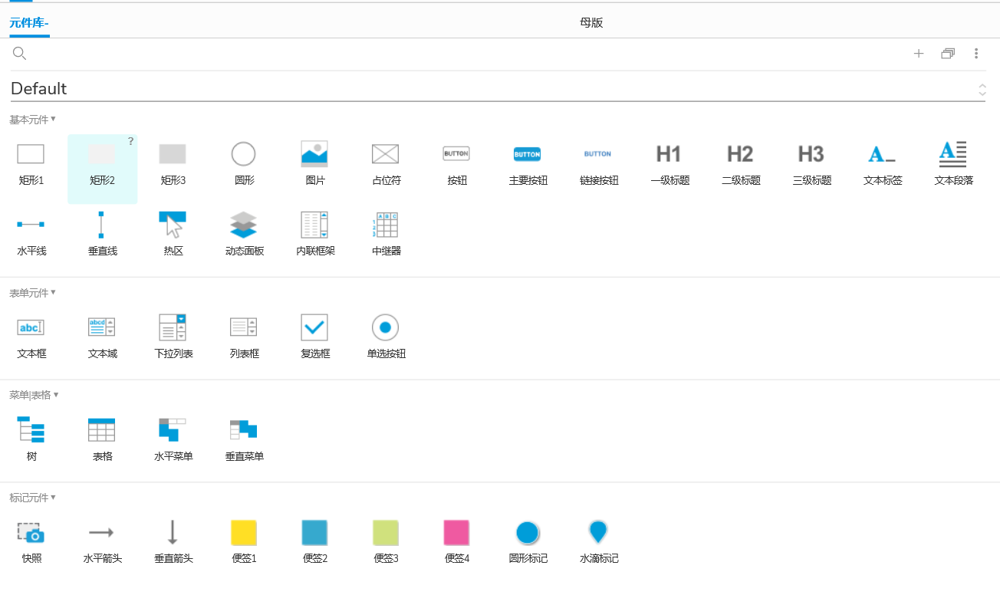 元件库-
母版
Default
基本元件▾
?
矩形1 矩形2 矩形3 圆形 图片 占位符 BUTTON 按钮 BUTTON 主要按钮 BUTTON 链接按钮 H1 一级标题 H2 二级标题 H3 三级标题 A_ 文本标签 A 文本段落
水平线 垂直线 热区 动态面板 内联框架 A B C 1 2 3 中继器
表单元件▾
abc 文本框 abcd 文本域 下拉列表 列表框 复选框 单选按钮
菜单|表格▾
树 表格 水平菜单 垂直菜单
标记元件▾
快照 水平箭头 垂直箭头 便签1 便签2 便签3 便签4 圆形标记 水滴标记